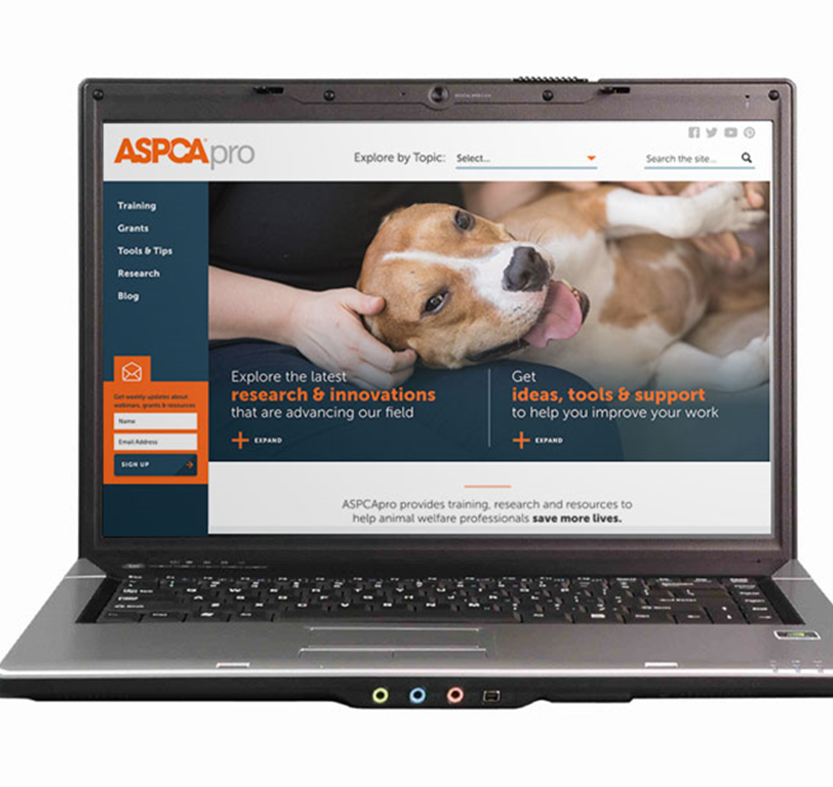 ASPCA pro
Explore by Topic: Select...
Search the site...
Training
Grants
Tools & Tips
Research
Blog
Get weekly updates about
webinars, grants & resources
Name
Email Address
SIGN UP
Explore the latest
research & innovations
that are advancing our field
EXPAND
Get
ideas, tools & support
to help you improve your work
EXPAND
ASPCApro provides training, research and resources to
help animal welfare professionals save more lives.